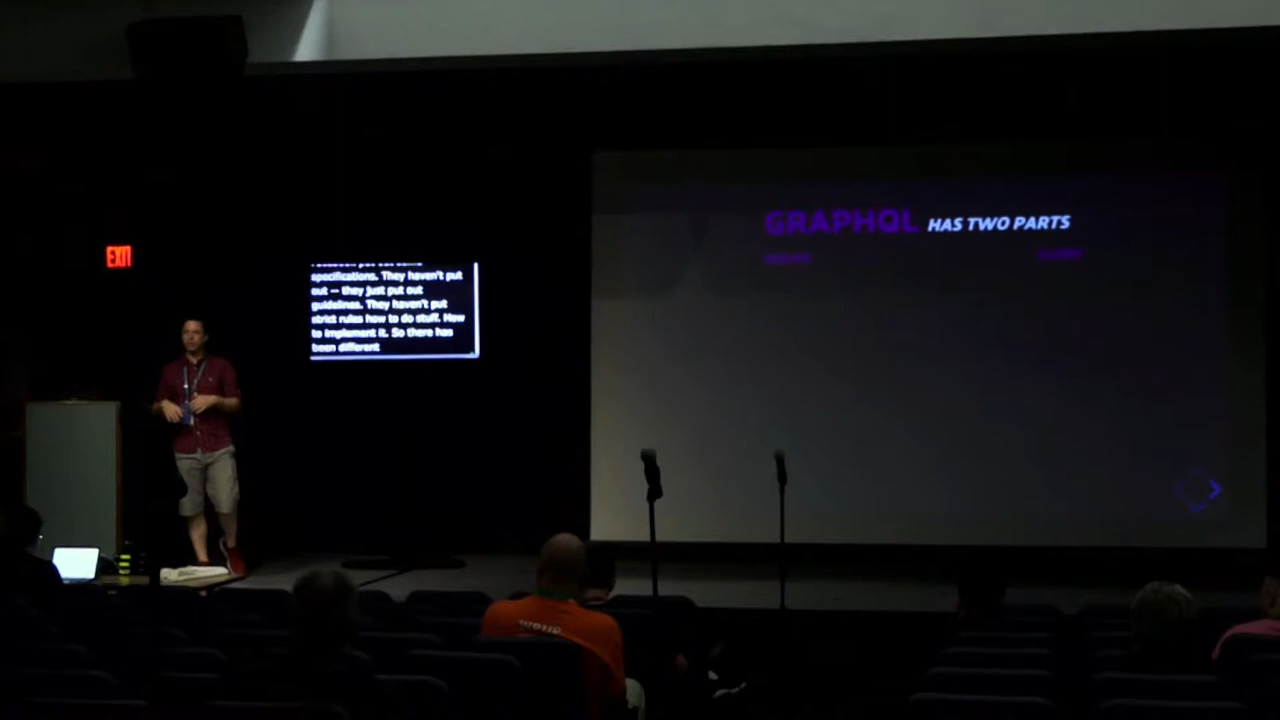 EXIT
specifications. They haven't put
out – they just put out
guidelines. They haven't put
strict rules how to do stuff. How
to implement it. So there has
been different
GRAPHQL HAS TWO PARTS